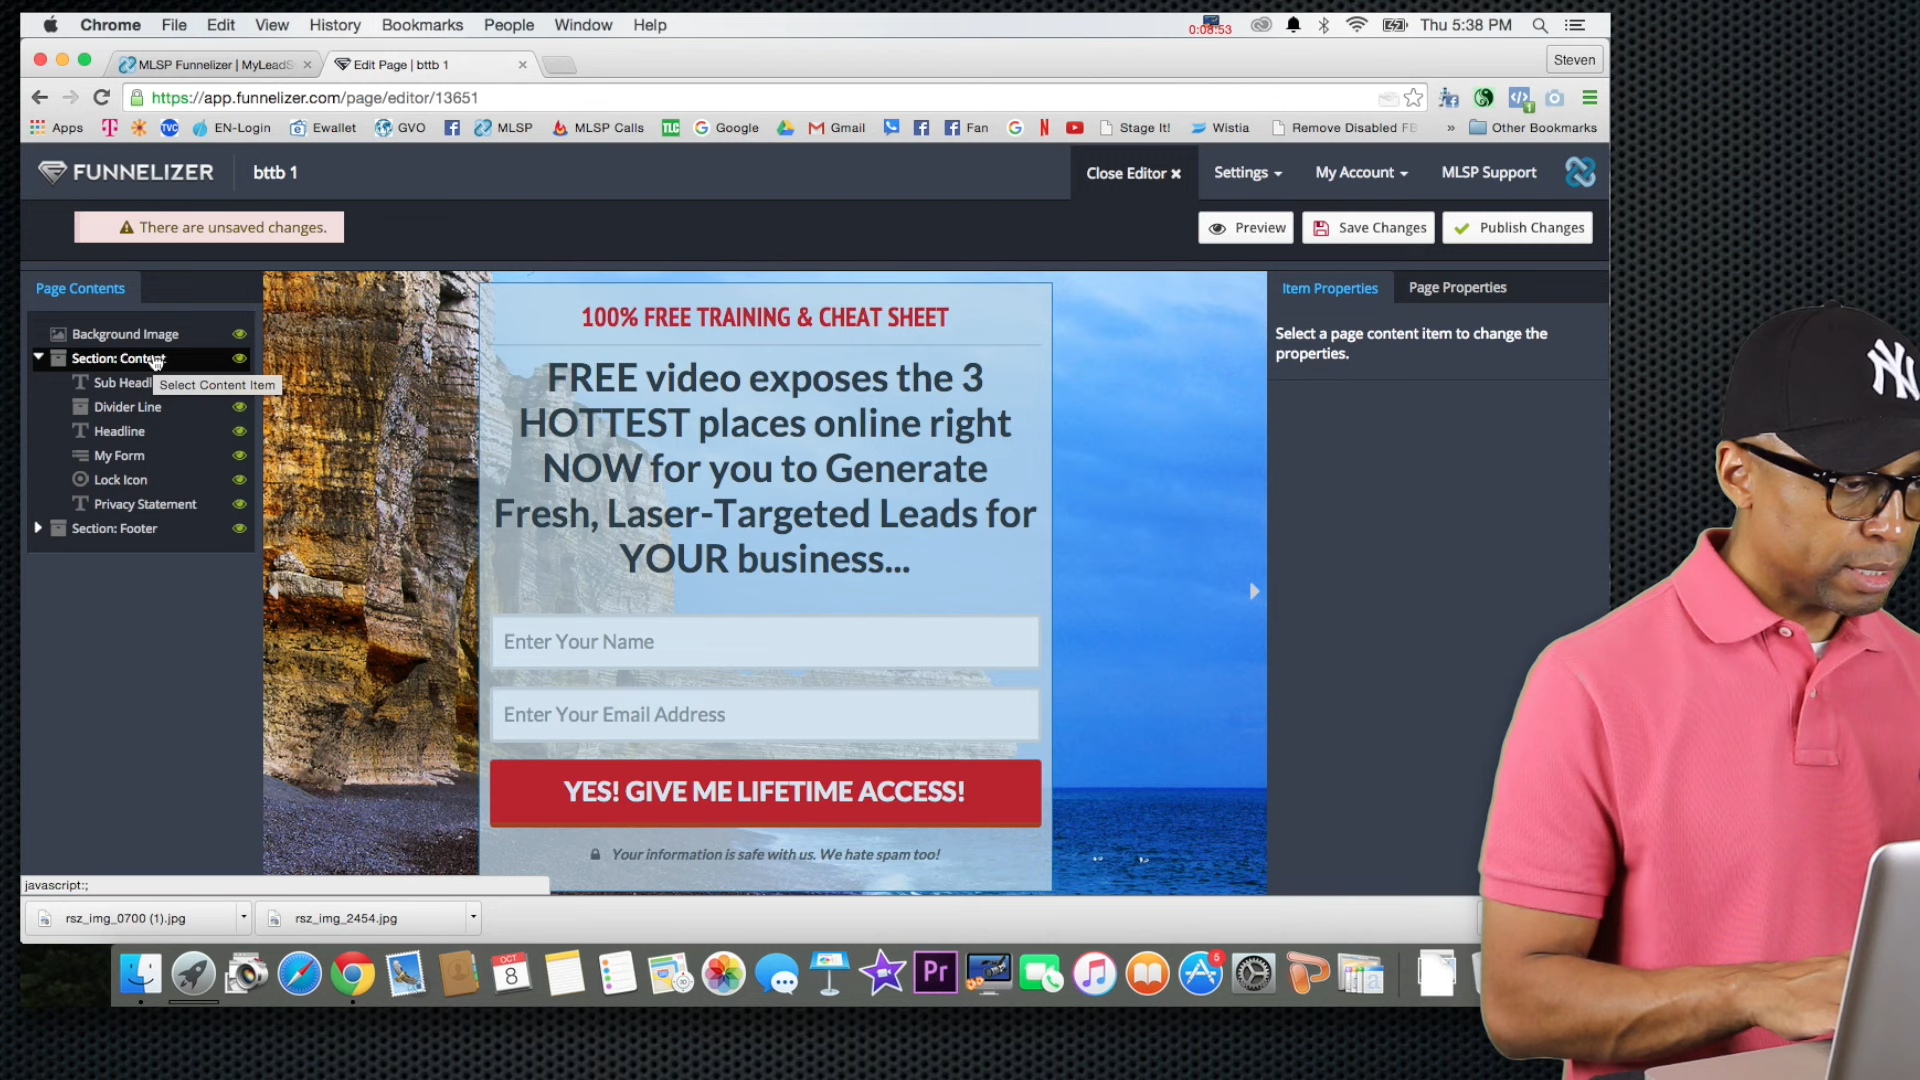 Chrome File Edit View History Bookmarks People Window Help
0:08:53
Thu 5:38 PM
MLSP Funnelizer | MyLeadS
Edit Page | bttb 1
Steven
https://app.funnelizer.com/page/editor/13651
Apps EN-Login Ewallet GVO MLSP MLSP Calls TLC Google Gmail Fan Stage It! Wistia Remove Disabled FB » Other Bookmarks
TVC
FUNNELIZER
bttb 1
Close Editor ×
Settings
My Account
MLSP Support
There are unsaved changes.
Preview
Save Changes
Publish Changes
Page Contents
Background Image
Section: Content
Sub Headl
Select Content Item
Divider Line
Headline
My Form
Lock Icon
Privacy Statement
Section: Footer
100% FREE TRAINING & CHEAT SHEET
FREE video exposes the 3
HOTTEST places online right
NOW for you to Generate
Fresh, Laser-Targeted Leads for
YOUR business...
Enter Your Name
Enter Your Email Address
YES! GIVE ME LIFETIME ACCESS!
Your information is safe with us. We hate spam too!
Item Properties
Page Properties
Select a page content item to change the
properties.
javascript:;
rsz_img_0700 (1).jpg
rsz_img_2454.jpg
OCT
8
Pr
5
NY